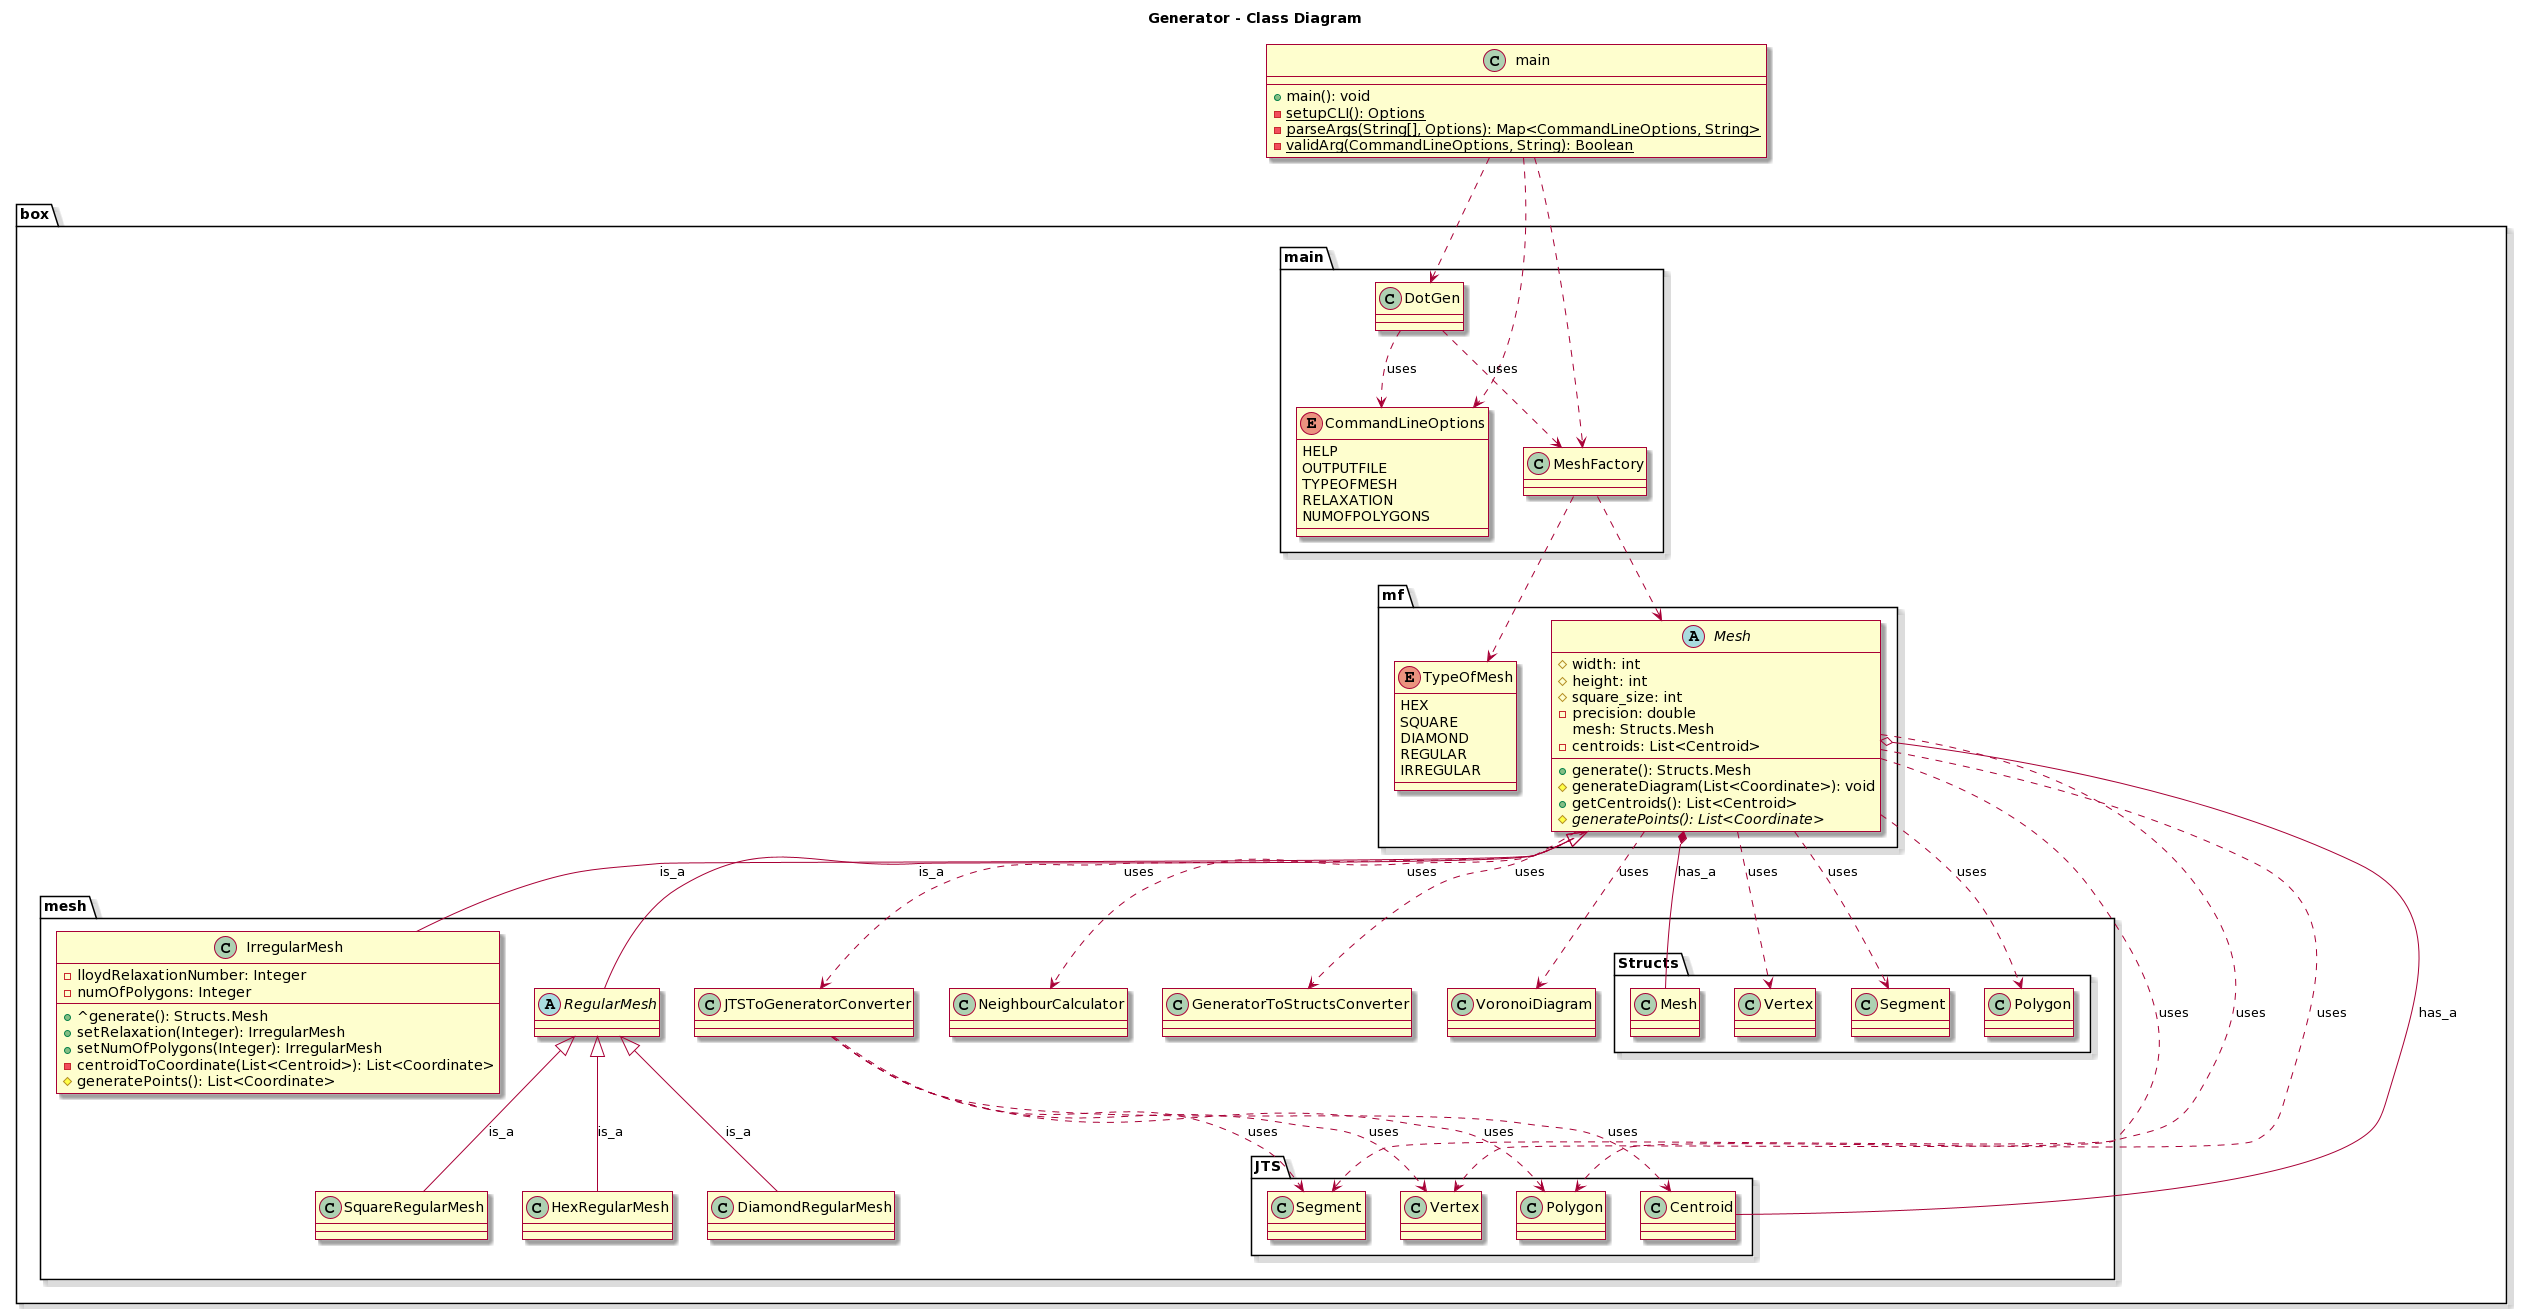 Generator - Class Diagram
C main
main(): void
setupCLI(): Options
parseArgs(String[], Options): Map<CommandLineOptions, String>
validArg(CommandLineOptions, String): Boolean
box
main
C DotGen
uses
uses
E CommandLineOptions
HELP
OUTPUTFILE
TYPEOFMESH
RELAXATION
NUMOFPOLYGONS
C MeshFactory
mf
E TypeOfMesh
HEX
SQUARE
DIAMOND
REGULAR
IRREGULAR
A Mesh
width: int
height: int
square_size: int
precision: double
mesh: Structs.Mesh
centroids: List<Centroid>
generate(): Structs.Mesh
generateDiagram(List<Coordinate>): void
getCentroids(): List<Centroid>
generatePoints(): List<Coordinate>
is_a
is_a
uses
uses
uses
uses
has_a
uses
uses
uses
mesh
C IrregularMesh
lloydRelaxationNumber: Integer
numOfPolygons: Integer
^generate(): Structs.Mesh
setRelaxation(Integer): IrregularMesh
setNumOfPolygons(Integer): IrregularMesh
centroidToCoordinate(List<Centroid>): List<Coordinate>
generatePoints(): List<Coordinate>
A RegularMesh
C JTSToGeneratorConverter
C NeighbourCalculator
C GeneratorToStructsConverter
C VoronoiDiagram
Structs
C Mesh
C Vertex
C Segment
C Polygon
uses
uses
uses
has_a
is_a
is_a
is_a
uses
uses
uses
uses
C SquareRegularMesh
C HexRegularMesh
C DiamondRegularMesh
JTS
C Segment
C Vertex
C Polygon
C Centroid